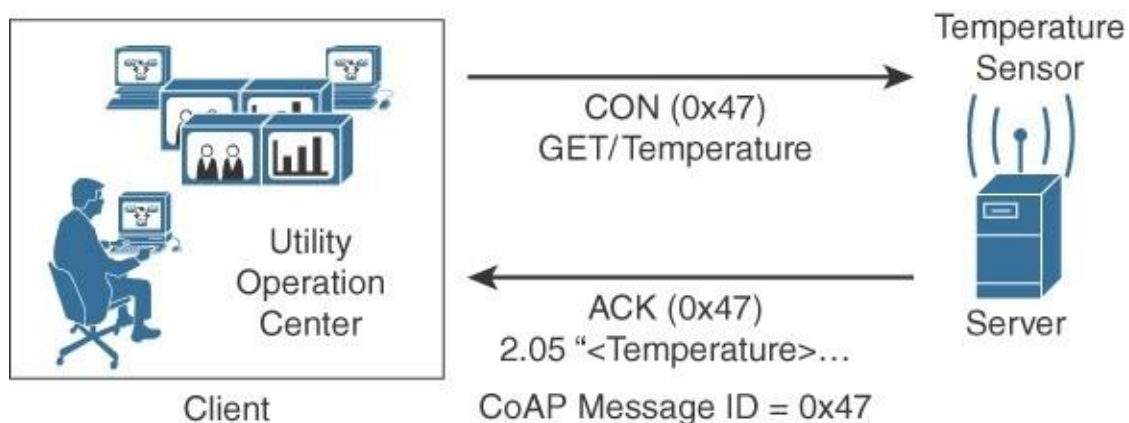 Temperature
Sensor
CON (0x47)
GET/Temperature
Utility
Operation
Center
ACK (0x47)
2.05 “<Temperature>...
Server
Client
CoAP Message ID = 0x47